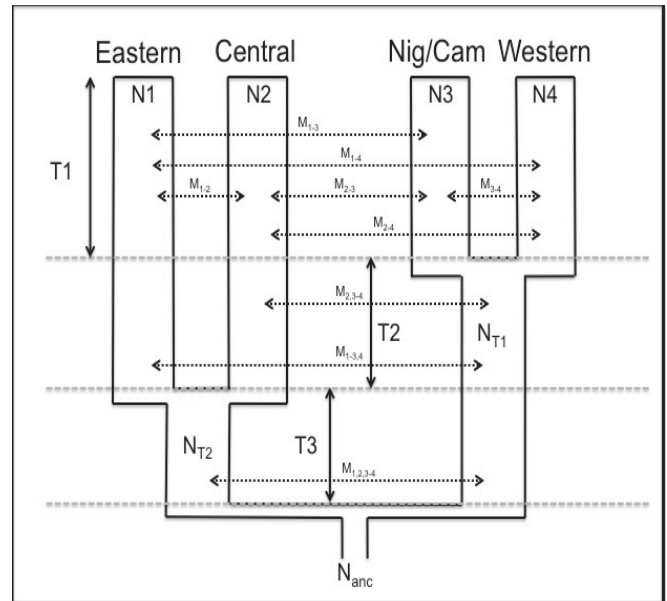 Eastern Central Nig/Cam Western
N1 N2 N3 N4
M1-3
T1 M1-4
M1-2 M2-3 M3-4
M2-4
M2,3-4
T2 NT1
M1-3,4
NT2 T3
M1,2,3-4
Nanc